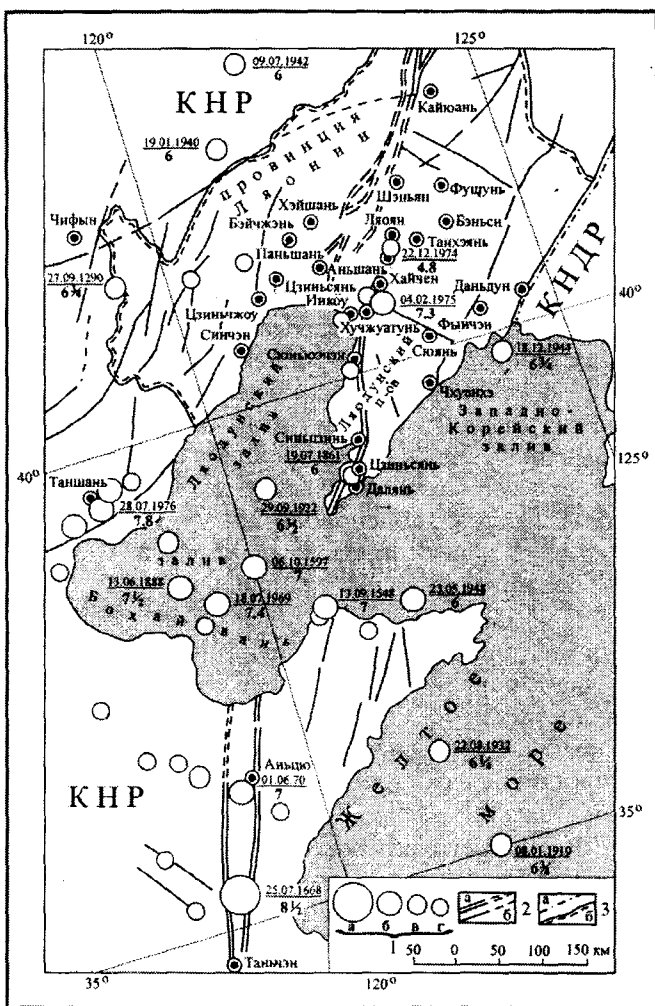 120°
125°
09.07.1942
6
КНР
Кайюань
19.01.1940
6
провинция
Ляонин
Шэньян
Фушунь
Хэйшань
Ляоян
Бэньси
Чифын
Бэйчжэнь
Танхэянь
Паньшань
22.12.1974
4,8
Аньшань
КНДР
27.09.1290
6¾
Цзиньсянь
Хайчен
Даньдун
40°
Цзиньчжоу
Инкоу
04.02.1975
7.3
Синчэн
Хучжуатунь
Фынчэн
Сюянь
18.12.1944
6¾
Сюньюэчэн
Ляодунский
п-ов
Чхунихэ
Ляодунский
залив
Западно-
Корейский
залив
40°
Таншань
19.07.1861
6
Цзиньсянь
125°
28.07.1976
7,8
29.09.1922
6½
Далянь
06.10.1597
7
залив
13.06.1888
7½
18.07.1969
7,4
13.09.1548
7
23.05.1948
6
Бохайвань
Желтое
море
КНР
Аньцю
01.06.70
7
22.08.1932
6¼
35°
08.01.1910
6¾
25.07.1668
8½
а б в г
1
а
б
2
а
б
3
50 0 50 100 150 км
Таньчэн
35°
120°